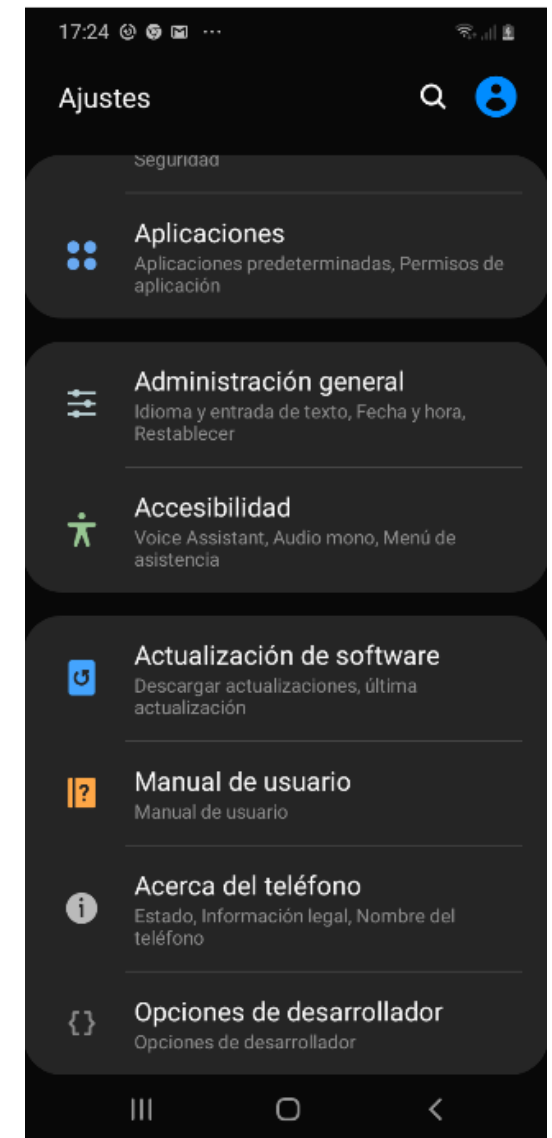 17:24
Ajustes
Seguridad
Aplicaciones
Aplicaciones predeterminadas, Permisos de
aplicación
Administración general
Idioma y entrada de texto, Fecha y hora,
Restablecer
Accesibilidad
Voice Assistant, Audio mono, Menú de
asistencia
Actualización de software
Descargar actualizaciones, última
actualización
Manual de usuario
Manual de usuario
Acerca del teléfono
Estado, Información legal, Nombre del
teléfono
Opciones de desarrollador
Opciones de desarrollador